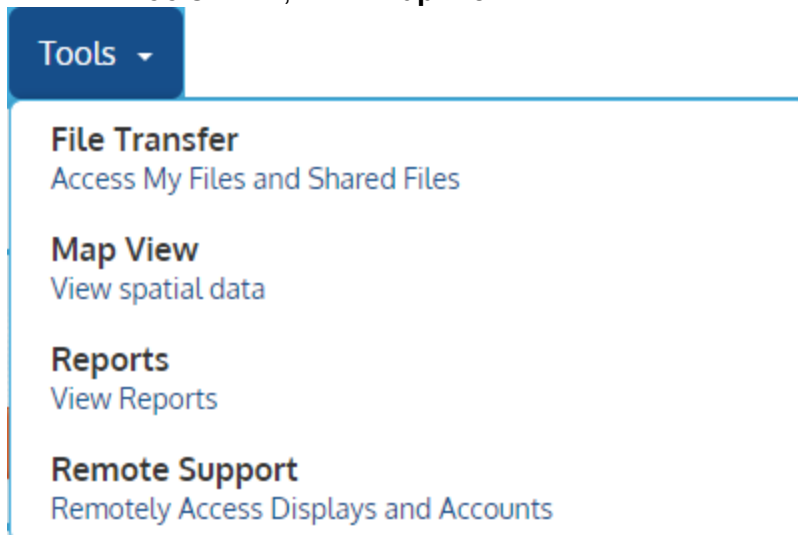 Tools
File Transfer
Access My Files and Shared Files
Map View
View spatial data
Reports
View Reports
Remote Support
Remotely Access Displays and Accounts